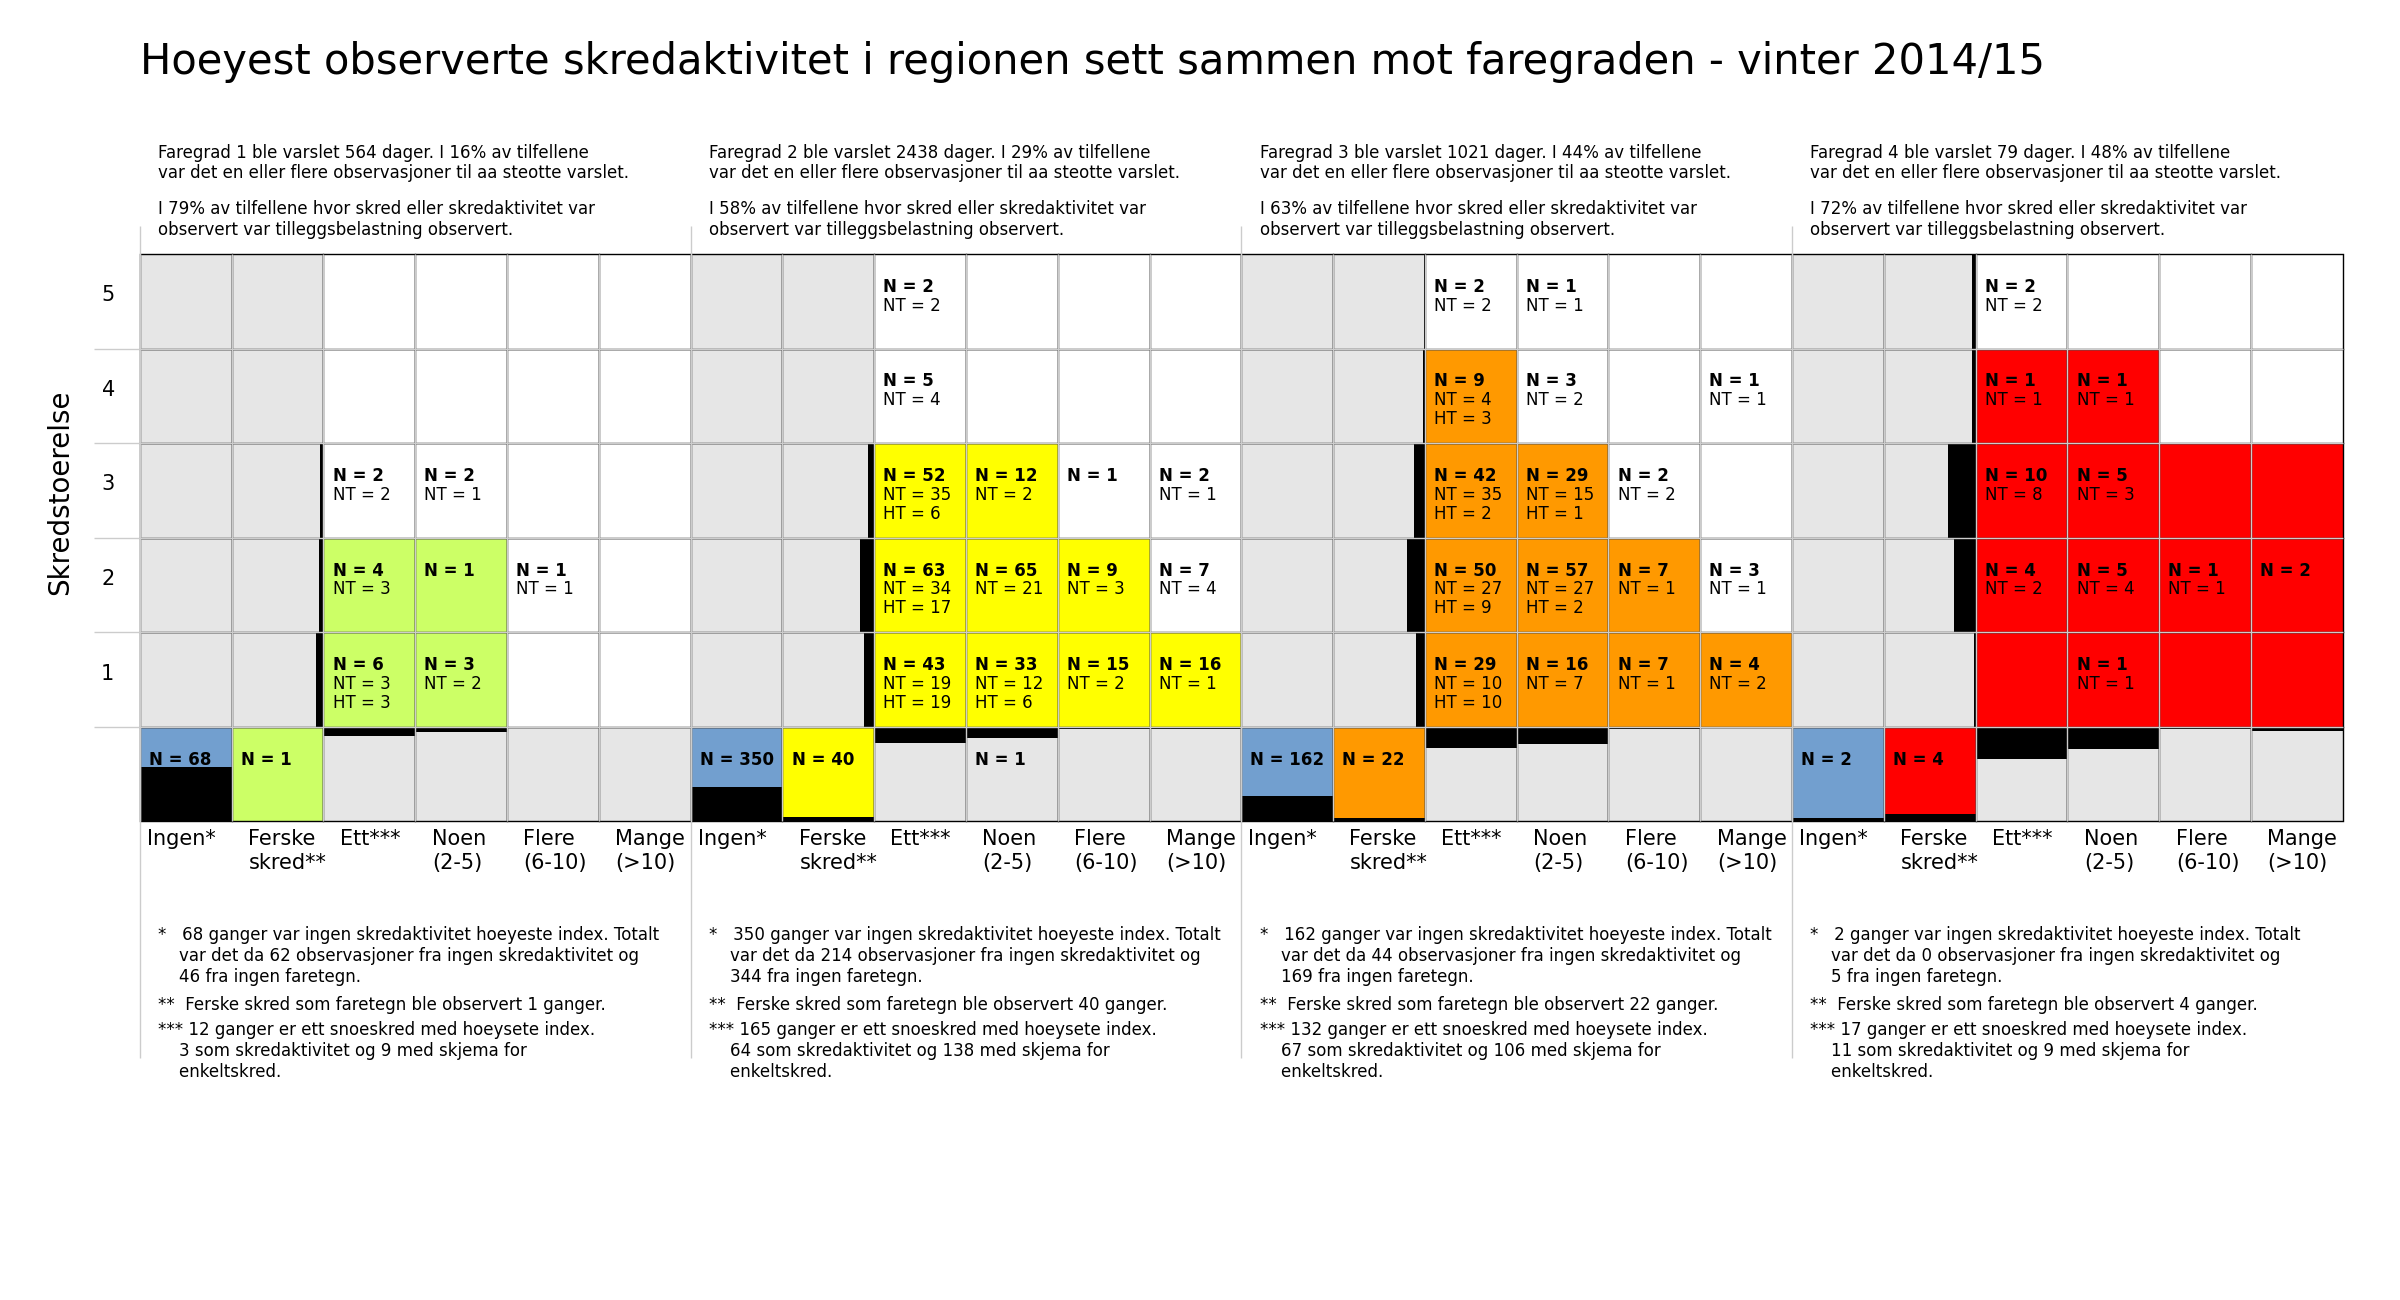 Hoeyest observerte skredaktivitet i regionen sett sammen mot faregraden - vinter 2014/15
Faregrad 1 ble varslet 564 dager. I 16% av tilfellene
var det en eller flere observasjoner til aa steotte varslet.
I 79% av tilfellene hvor skred eller skredaktivitet var
observert var tilleggsbelastning observert.
Faregrad 2 ble varslet 2438 dager. I 29% av tilfellene
var det en eller flere observasjoner til aa steotte varslet.
I 58% av tilfellene hvor skred eller skredaktivitet var
observert var tilleggsbelastning observert.
Faregrad 3 ble varslet 1021 dager. I 44% av tilfellene
var det en eller flere observasjoner til aa steotte varslet.
I 63% av tilfellene hvor skred eller skredaktivitet var
observert var tilleggsbelastning observert.
Faregrad 4 ble varslet 79 dager. I 48% av tilfellene
var det en eller flere observasjoner til aa steotte varslet.
I 72% av tilfellene hvor skred eller skredaktivitet var
observert var tilleggsbelastning observert.
Skredstoerelse
5
N = 2
NT = 2
N = 2
NT = 2
N = 1
NT = 1
N = 2
NT = 2
4
N = 5
NT = 4
N = 9
NT = 4
HT = 3
N = 3
NT = 2
N = 1
NT = 1
N = 1
NT = 1
N = 1
NT = 1
3
N = 2
NT = 2
N = 2
NT = 1
N = 52
NT = 35
HT = 6
N = 12
NT = 2
N = 1
N = 2
NT = 1
N = 42
NT = 35
HT = 2
N = 29
NT = 15
HT = 1
N = 2
NT = 2
N = 10
NT = 8
N = 5
NT = 3
2
N = 4
NT = 3
N = 1
N = 1
NT = 1
N = 63
NT = 34
HT = 17
N = 65
NT = 21
N = 9
NT = 3
N = 7
NT = 4
N = 50
NT = 27
HT = 9
N = 57
NT = 27
HT = 2
N = 7
NT = 1
N = 3
NT = 1
N = 4
NT = 2
N = 5
NT = 4
N = 1
NT = 1
N = 2
1
N = 6
NT = 3
HT = 3
N = 3
NT = 2
N = 43
NT = 19
HT = 19
N = 33
NT = 12
HT = 6
N = 15
NT = 2
N = 16
NT = 1
N = 29
NT = 10
HT = 10
N = 16
NT = 7
N = 7
NT = 1
N = 4
NT = 2
N = 1
NT = 1
N = 68
N = 1
N = 350
N = 40
N = 1
N = 162
N = 22
N = 2
N = 4
Ingen*
Ferske
skred**
Ett***
Noen
(2-5)
Flere
(6-10)
Mange
(>10)
Ingen*
Ferske
skred**
Ett***
Noen
(2-5)
Flere
(6-10)
Mange
(>10)
Ingen*
Ferske
skred**
Ett***
Noen
(2-5)
Flere
(6-10)
Mange
(>10)
Ingen*
Ferske
skred**
Ett***
Noen
(2-5)
Flere
(6-10)
Mange
(>10)
* 68 ganger var ingen skredaktivitet hoeyeste index. Totalt
var det da 62 observasjoner fra ingen skredaktivitet og
46 fra ingen faretegn.
** Ferske skred som faretegn ble observert 1 ganger.
*** 12 ganger er ett snoeskred med hoeysete index.
3 som skredaktivitet og 9 med skjema for
enkeltskred.
* 350 ganger var ingen skredaktivitet hoeyeste index. Totalt
var det da 214 observasjoner fra ingen skredaktivitet og
344 fra ingen faretegn.
** Ferske skred som faretegn ble observert 40 ganger.
*** 165 ganger er ett snoeskred med hoeysete index.
64 som skredaktivitet og 138 med skjema for
enkeltskred.
* 162 ganger var ingen skredaktivitet hoeyeste index. Totalt
var det da 44 observasjoner fra ingen skredaktivitet og
169 fra ingen faretegn.
** Ferske skred som faretegn ble observert 22 ganger.
*** 132 ganger er ett snoeskred med hoeysete index.
67 som skredaktivitet og 106 med skjema for
enkeltskred.
* 2 ganger var ingen skredaktivitet hoeyeste index. Totalt
var det da 0 observasjoner fra ingen skredaktivitet og
5 fra ingen faretegn.
** Ferske skred som faretegn ble observert 4 ganger.
*** 17 ganger er ett snoeskred med hoeysete index.
11 som skredaktivitet og 9 med skjema for
enkeltskred.